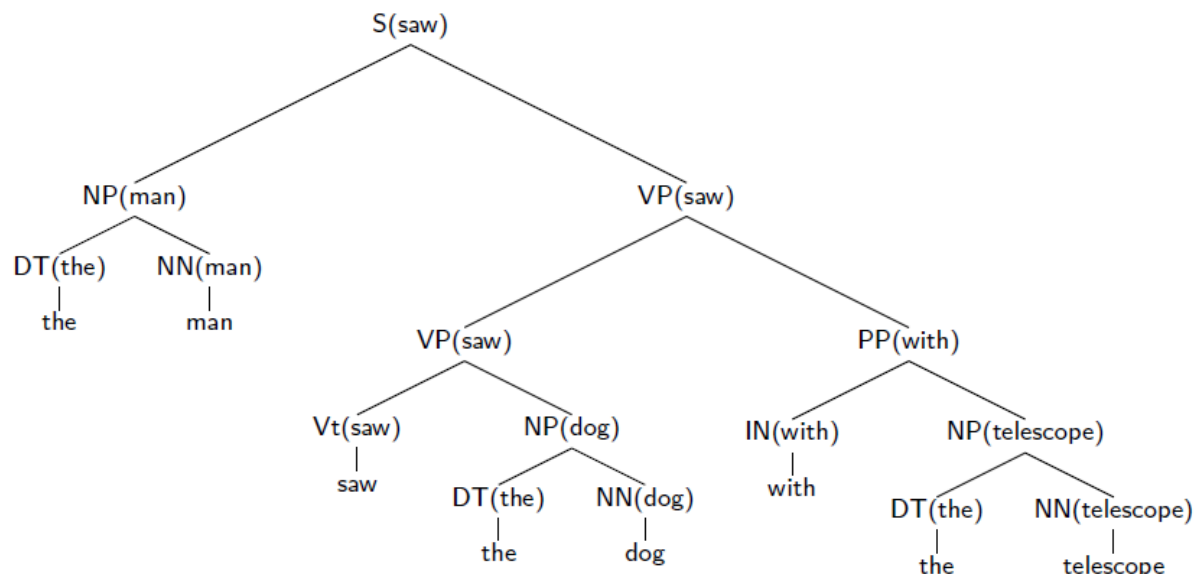 S(saw)
NP(man) VP(saw)
DT(the) NN(man)
the man
VP(saw) PP(with)
Vt(saw) NP(dog) IN(with) NP(telescope)
saw DT(the) NN(dog) with DT(the) NN(telescope)
the dog the telescope